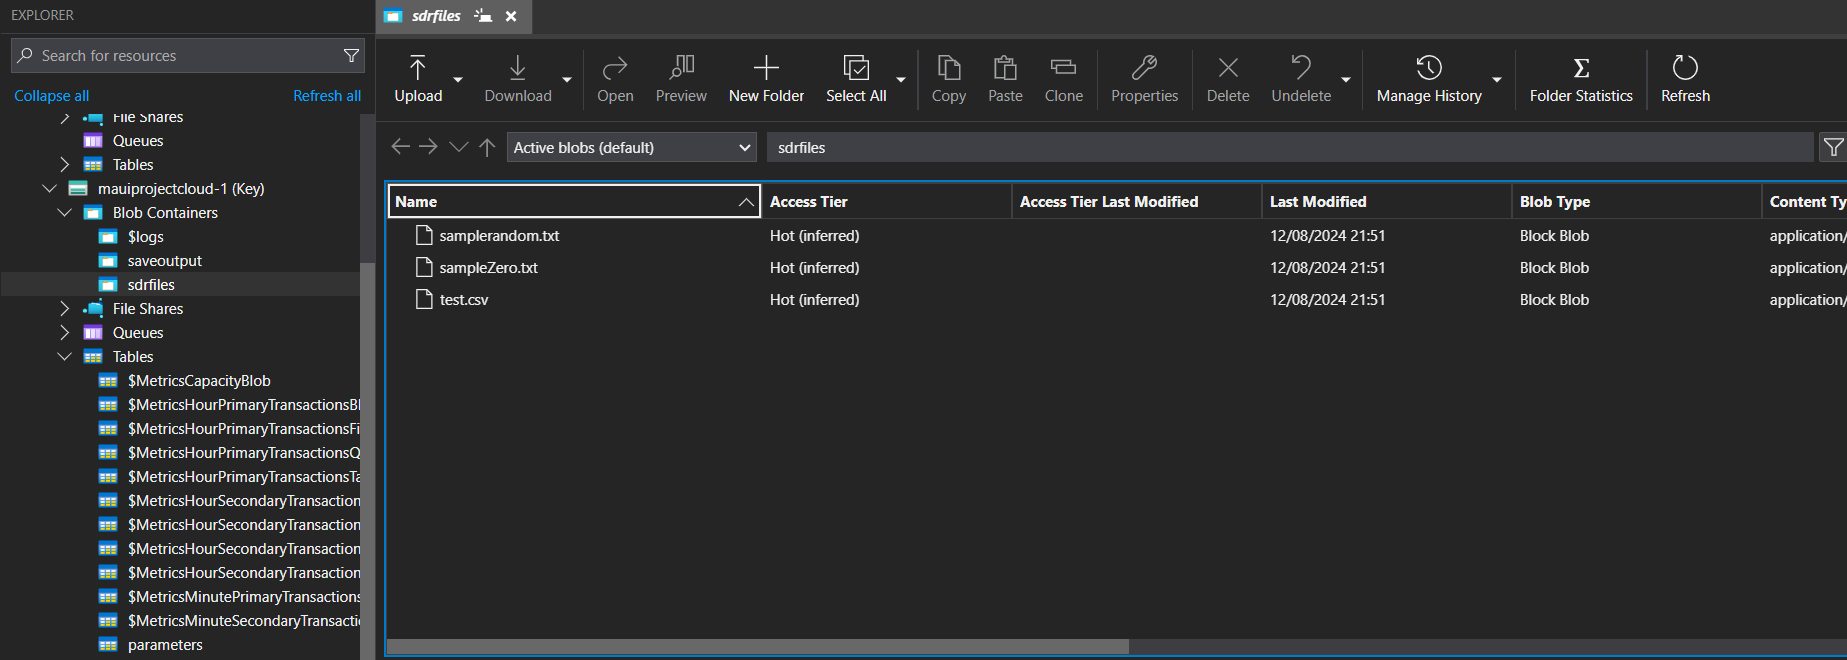 EXPLORER
Search for resources
Collapse all
Refresh all
File Shares
Queues
Tables
mauiprojectcloud-1 (Key)
Blob Containers
$logs
saveoutput
sdrfiles
File Shares
Queues
Tables
$MetricsCapacityBlob
$MetricsHourPrimaryTransactionsBl
$MetricsHourPrimaryTransactionsFi
$MetricsHourPrimaryTransactionsQ
$MetricsHourPrimaryTransactionsTa
$MetricsHourSecondaryTransaction
$MetricsHourSecondaryTransaction
$MetricsHourSecondaryTransaction
$MetricsHourSecondaryTransaction
$MetricsMinutePrimaryTransactions
$MetricsMinuteSecondaryTransacti
parameters
sdrfiles
Upload
Download
Open
Preview
New Folder
Select All
Copy
Paste
Clone
Properties
Delete
Undelete
Manage History
Folder Statistics
Refresh
Active blobs (default)
sdrfiles
Name Access Tier Access Tier Last Modified Last Modified Blob Type Content Ty
samplerandom.txt Hot (inferred) 12/08/2024 21:51 Block Blob application/
sampleZero.txt Hot (inferred) 12/08/2024 21:51 Block Blob application/
test.csv Hot (inferred) 12/08/2024 21:51 Block Blob application/